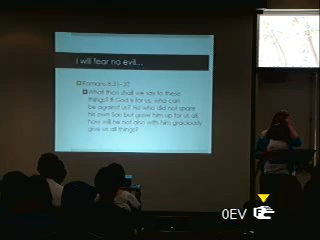 I will fear no evil...
Romans 8:31-32
What then shall we say to these
things? If God is for us, who can
be against us? He who did not spare
his own Son but gave him up for us all,
how will he not also with him graciously
give us all things?
0EV